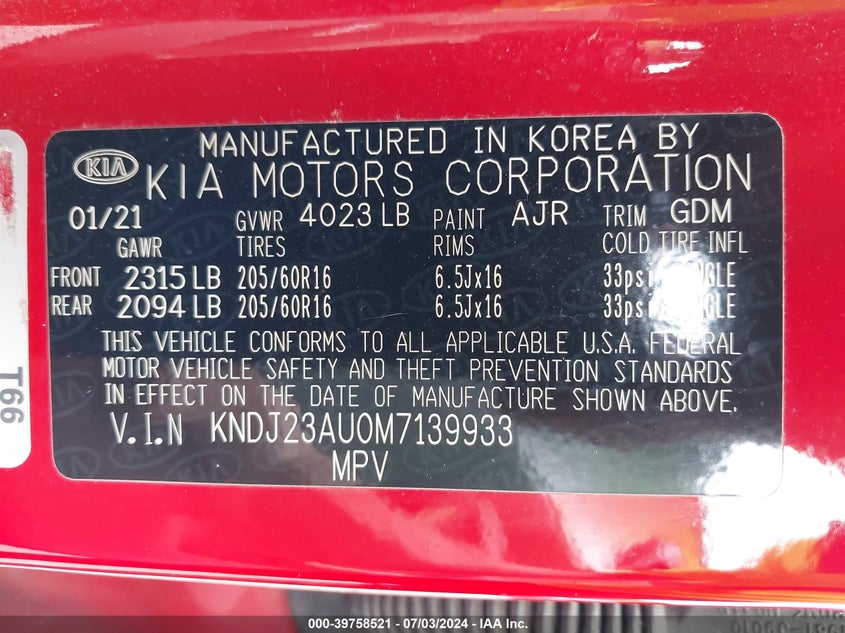 MANUFACTURED IN KOREA BY
KIA KIA MOTORS CORPORATION
01/21 GVWR 4023 LB PAINT AJR TRIM GDM
GAWR TIRES RIMS COLD TIRE INFL
FRONT 2315 LB 205/60R16 6.5Jx16 33psi
REAR 2094 LB 205/60R16 6.5Jx16 33psi
THIS VEHICLE CONFORMS TO ALL APPLICABLE U.S.A. FEDERAL
MOTOR VEHICLE SAFETY AND THEFT PREVENTION STANDARDS
IN EFFECT ON THE DATE OF MANUFACTURE SHOWN ABOVE.
V.I.N KNDJ23AU0M7139933
MPV
T66
000-39758521 - 07/03/2024 - IAA Inc.